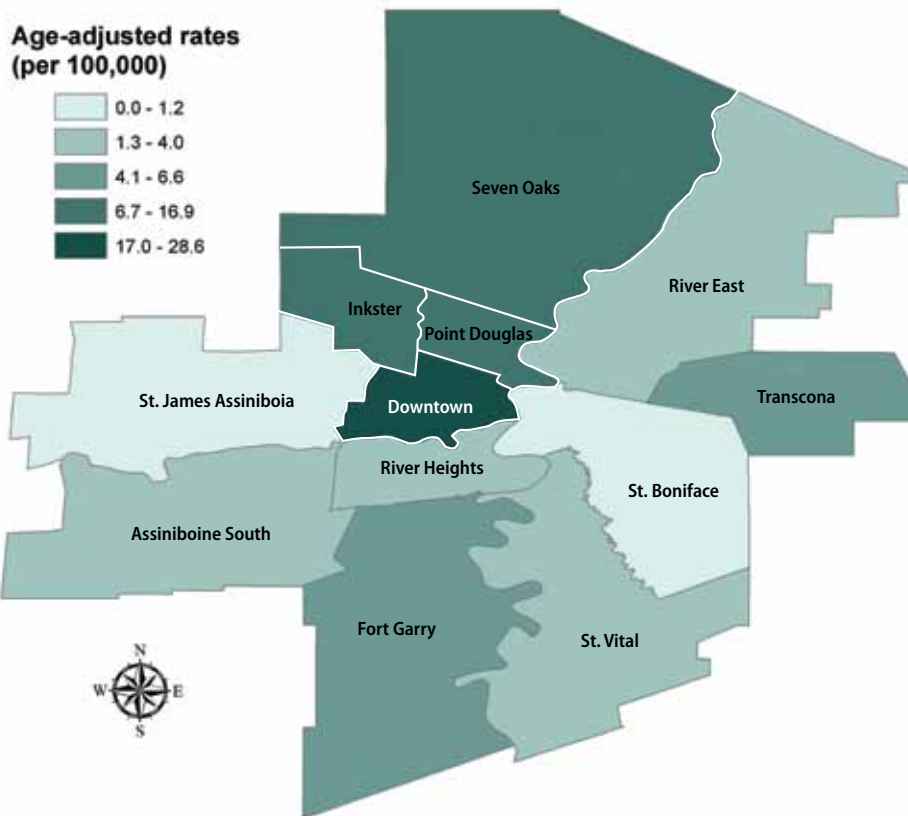 Age-adjusted rates
(per 100,000)
0.0 - 1.2
1.3 - 4.0
4.1 - 6.6
6.7 - 16.9
17.0 - 28.6
Seven Oaks
River East
Inkster
Point Douglas
Transcona
St. James Assiniboia
Downtown
River Heights
St. Boniface
Assiniboine South
Fort Garry
St. Vital
N
W
E
S